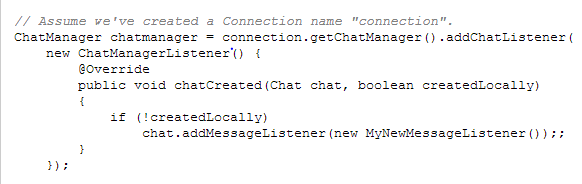 // Assume we've created a Connection name "connection".
ChatManager chatmanager = connection.getChatManager().addChatListener(
    new ChatManagerListener() {
        @Override
        public void chatCreated(Chat chat, boolean createdLocally)
        {
            if (!createdLocally)
                chat.addMessageListener(new MyNewMessageListener());;
        }
    });